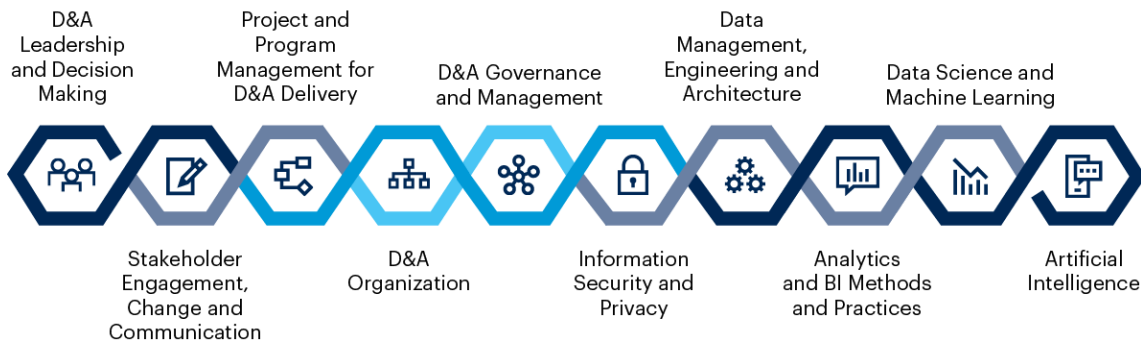 D&A
Leadership
and Decision
Making
Stakeholder
Engagement,
Change and
Communication
Project and
Program
Management for
D&A Delivery
D&A
Organization
D&A Governance
and Management
Information
Security and
Privacy
Data
Management,
Engineering and
Architecture
Analytics
and BI Methods
and Practices
Data Science and
Machine Learning
Artificial
Intelligence